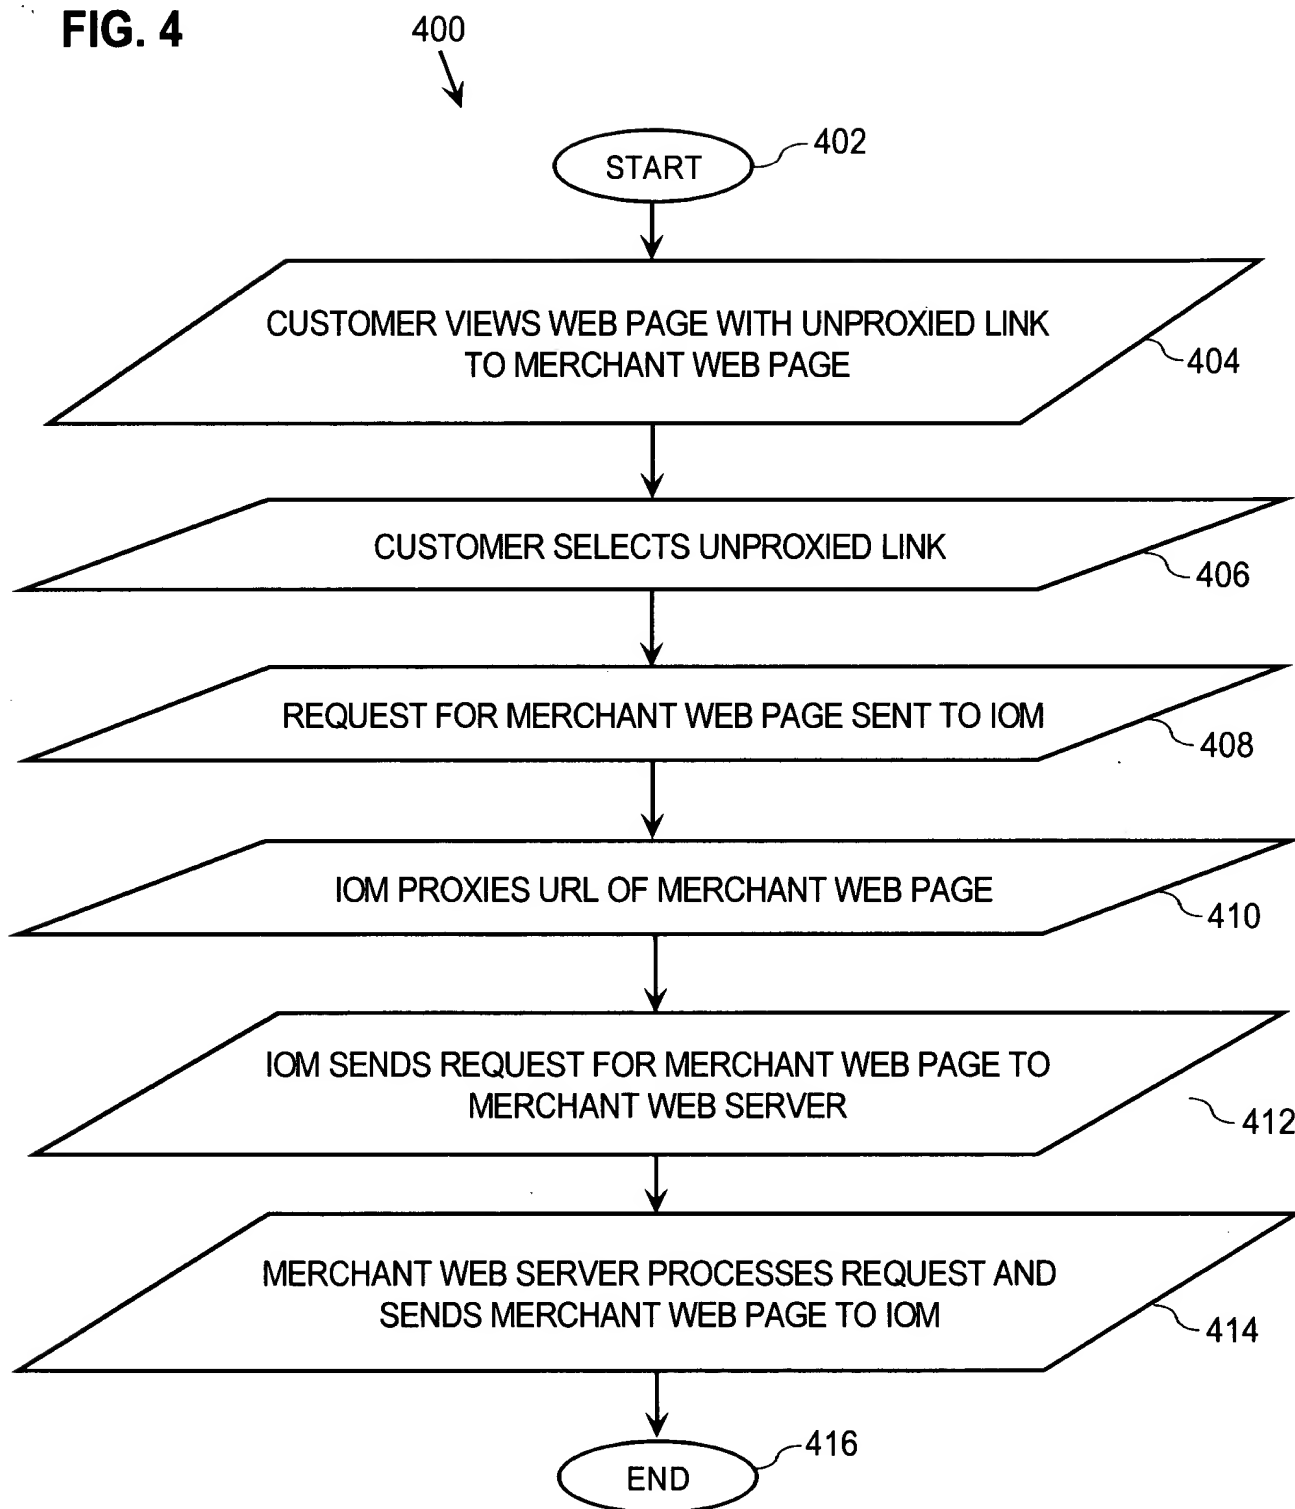 FIG. 4
400
START
402
CUSTOMER VIEWS WEB PAGE WITH UNPROXIED LINK
TO MERCHANT WEB PAGE
404
CUSTOMER SELECTS UNPROXIED LINK
406
REQUEST FOR MERCHANT WEB PAGE SENT TO IOM
408
IOM PROXIES URL OF MERCHANT WEB PAGE
410
IOM SENDS REQUEST FOR MERCHANT WEB PAGE TO
MERCHANT WEB SERVER
412
MERCHANT WEB SERVER PROCESSES REQUEST AND
SENDS MERCHANT WEB PAGE TO IOM
414
416
END